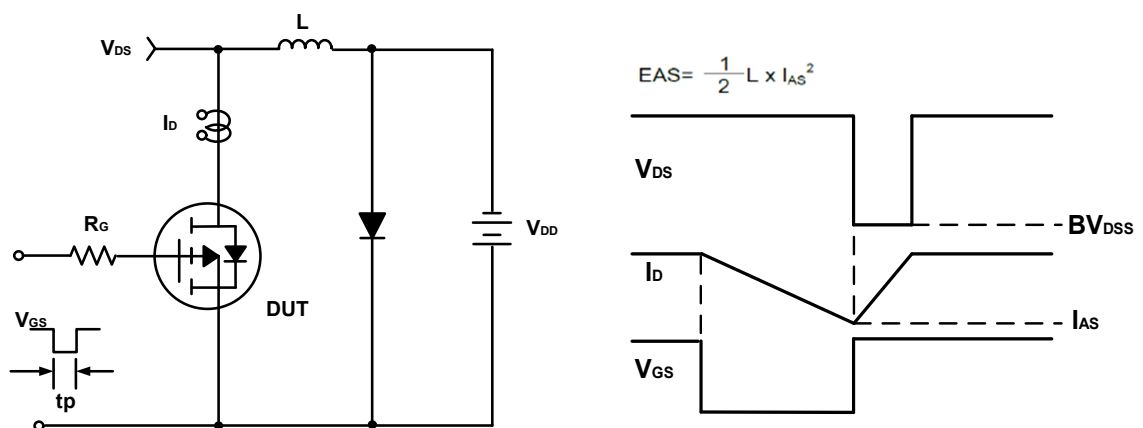 L
VDS
ID
RG
VDD
DUT
VGS
tp
EAS= 1/2 L x IAS²
VDS
BVDSS
ID
IAS
VGS